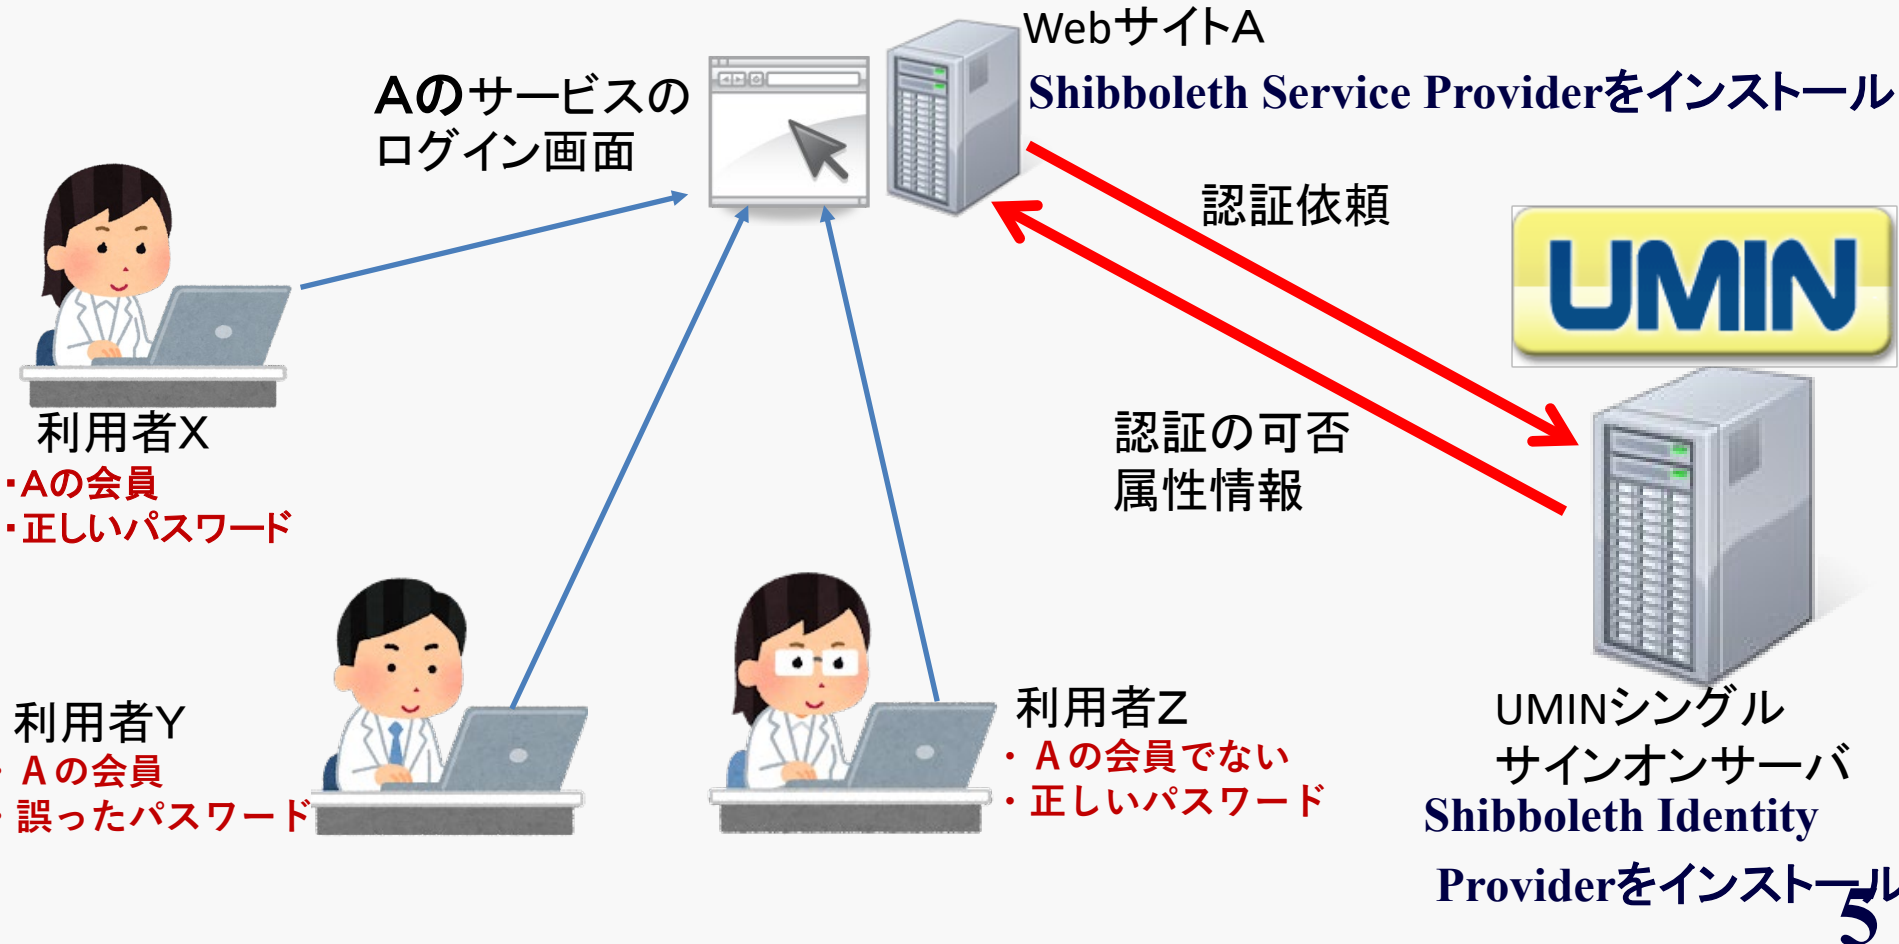 WebサイトA
Shibboleth Service Providerをインストール
Aのサービスの
ログイン画面
認証依頼
UMIN
利用者X
・Aの会員
・正しいパスワード
認証の可否
属性情報
利用者Y
・Aの会員
・誤ったパスワード
利用者Z
・Aの会員でない
・正しいパスワード
UMINシングル
サインオンサーバ
Shibboleth Identity
Providerをインストール
5